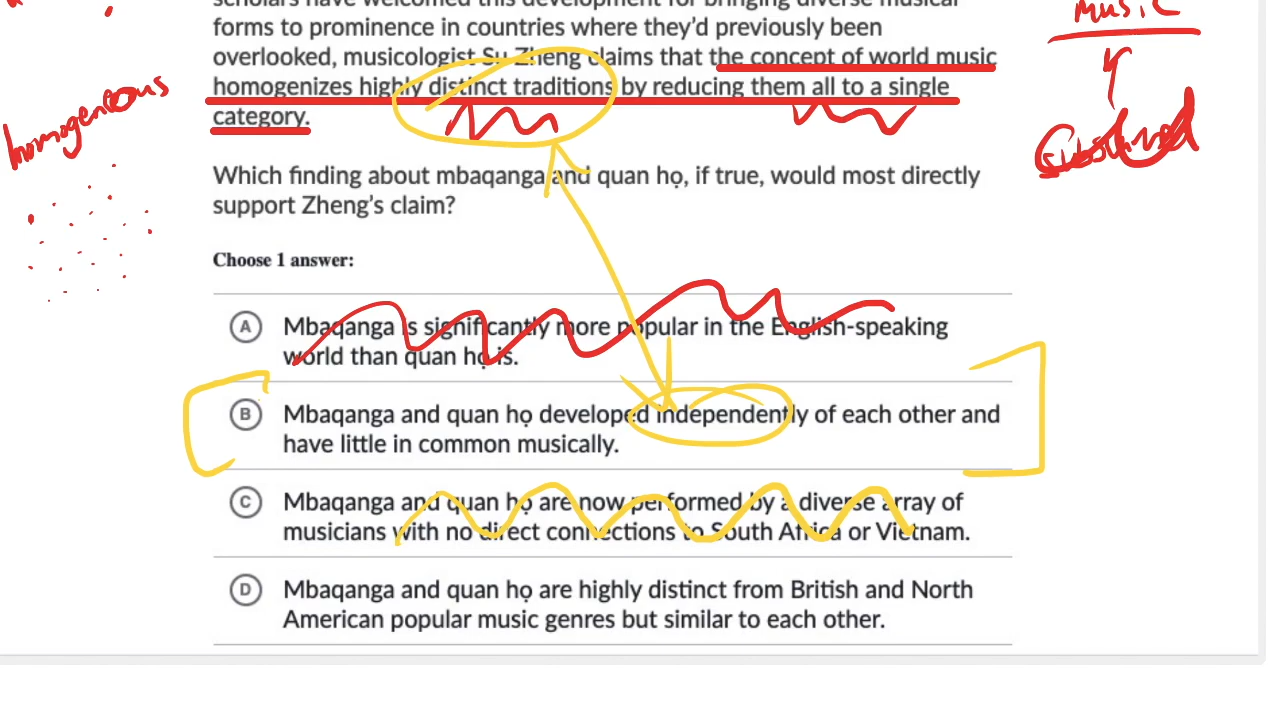 scholars have welcomed this development for bringing diverse musical
forms to prominence in countries where they'd previously been
overlooked, musicologist Su Zheng claims that the concept of world music
homogenizes highly distinct traditions by reducing them all to a single
category.
Which finding about mbaqanga and quan họ, if true, would most directly
support Zheng's claim?
Choose 1 answer:
A Mbaqanga is significantly more popular in the English-speaking
world than quan họ is.
B Mbaqanga and quan họ developed independently of each other and
have little in common musically.
C Mbaqanga and quan họ are now performed by a diverse array of
musicians with no direct connections to South Africa or Vietnam.
D Mbaqanga and quan họ are highly distinct from British and North
American popular music genres but similar to each other.
homogeneous
music